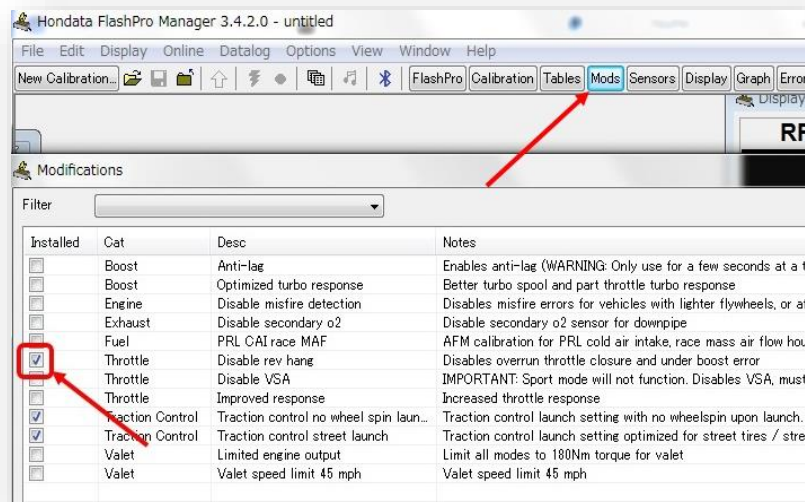 Hondata FlashPro Manager 3.4.2.0 - untitled
File Edit Display Online Datalog Options View Window Help
New Calibration... FlashPro Calibration Tables Mods Sensors Display Graph Error
Display
RP
Modifications
Filter
Installed Cat Desc Notes
Boost Anti-lag Enables anti-lag (WARNING: Only use for a few seconds at a t
Boost Optimized turbo response Better turbo spool and part throttle turbo response
Engine Disable misfire detection Disables misfire errors for vehicles with lighter flywheels, or a
Exhaust Disable secondary o2 Disable secondary o2 sensor for downpipe
Fuel PRL CAI race MAF AFM calibration for PRL cold air intake, race mass air flow hou
Throttle Disable rev hang Disables overrun throttle closure and under boost error
Throttle Disable VSA IMPORTANT: Sport mode will not function. Disables VSA, must
Throttle Improved response Increased throttle response
Traction Control Traction control no wheel spin laun... Traction control launch setting with no wheelspin upon launch.
Traction Control Traction control street launch Traction control launch setting optimized for street tires / stre
Valet Limited engine output Limit all modes to 180Nm torque for valet
Valet Valet speed limit 45 mph Valet speed limit 45 mph